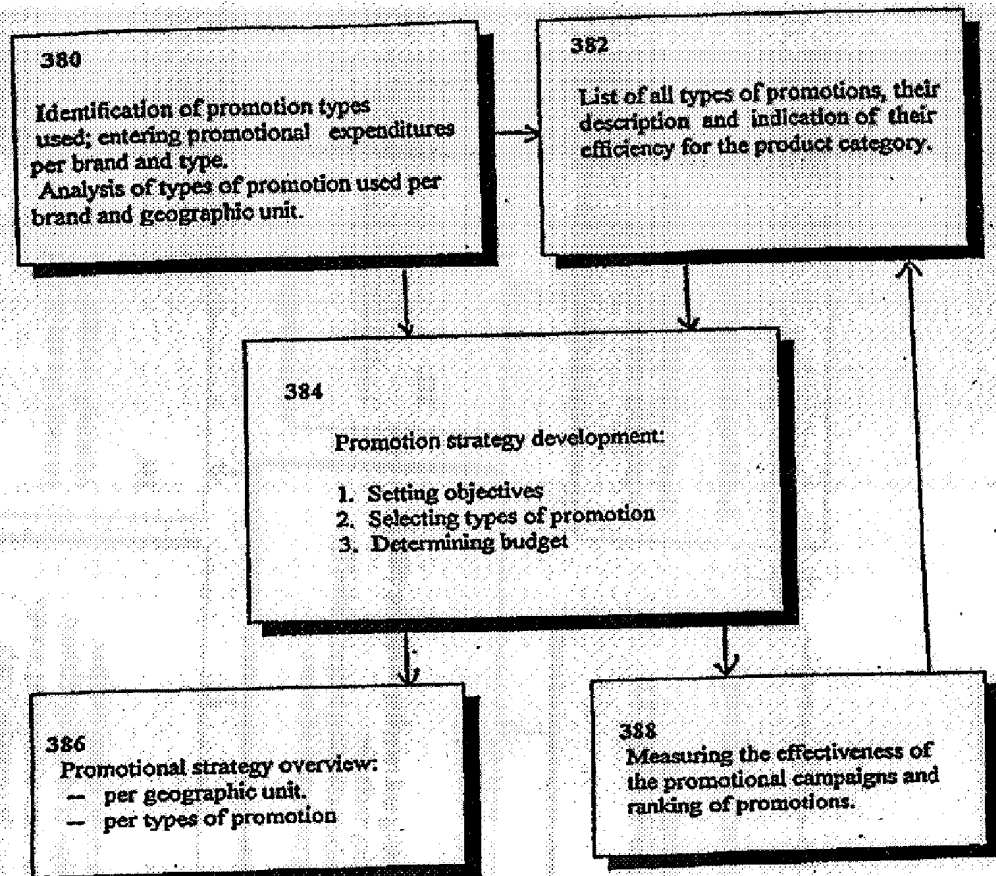 380
Identification of promotion types
used; entering promotional expenditures
per brand and type.
Analysis of types of promotion used per
brand and geographic unit.
382
List of all types of promotions, their
description and indication of their
efficiency for the product category.
384
Promotion strategy development:
1. Setting objectives
2. Selecting types of promotion
3. Determining budget
386
Promotional strategy overview:
– per geographic unit.
– per types of promotion
388
Measuring the effectiveness of
the promotional campaigns and
ranking of promotions.